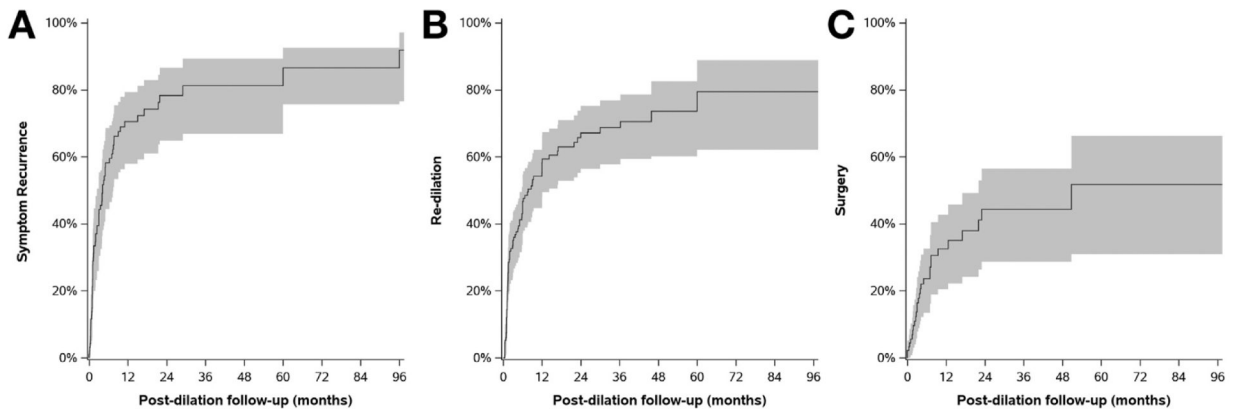 A
100%
80%
60%
40%
20%
0%
Symptom Recurrence
0 12 24 36 48 60 72 84 96
Post-dilation follow-up (months)
B
100%
80%
60%
40%
20%
0%
Re-dilation
0 12 24 36 48 60 72 84 96
Post-dilation follow-up (months)
C
100%
80%
60%
40%
20%
0%
Surgery
0 12 24 36 48 60 72 84 96
Post-dilation follow-up (months)